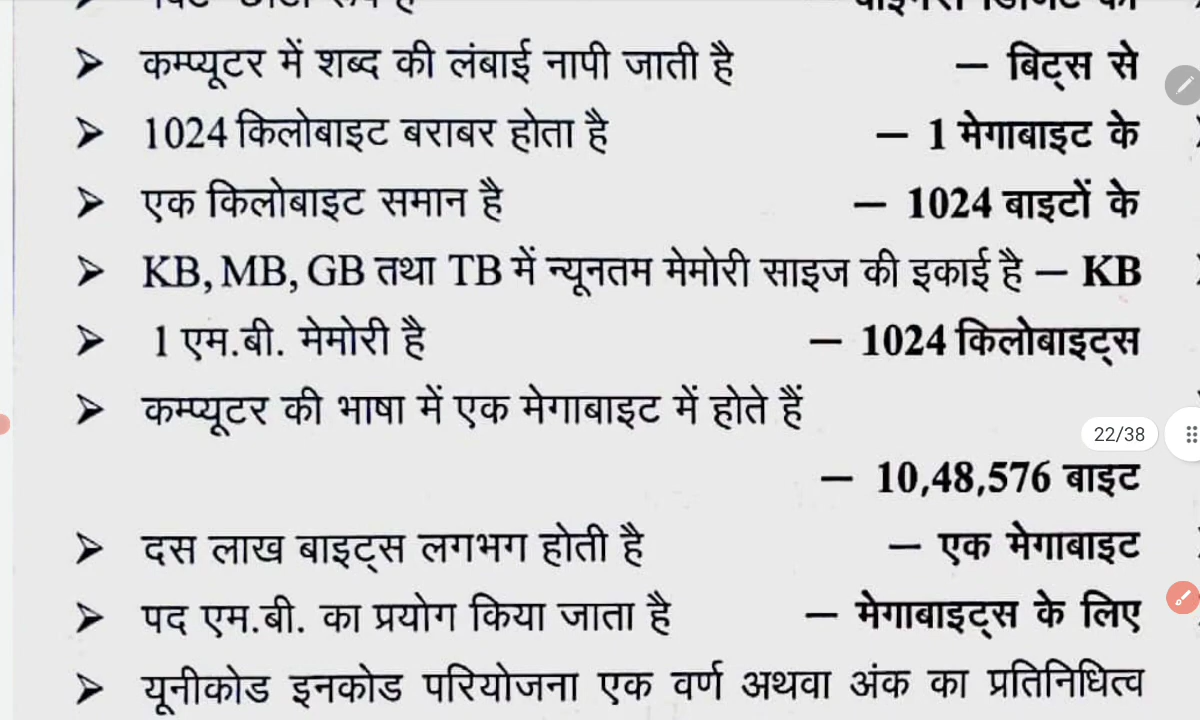 ➤ कम्प्यूटर में शब्द की लंबाई नापी जाती है — बिट्स से
➤ 1024 किलोबाइट बराबर होता है — 1 मेगाबाइट के
➤ एक किलोबाइट समान है — 1024 बाइटों के
➤ KB, MB, GB तथा TB में न्यूनतम मेमोरी साइज की इकाई है — KB
➤ 1 एम.बी. मेमोरी है — 1024 किलोबाइट्स
➤ कम्प्यूटर की भाषा में एक मेगाबाइट में होते हैं
22/38
— 10,48,576 बाइट
➤ दस लाख बाइट्स लगभग होती है — एक मेगाबाइट
➤ पद एम.बी. का प्रयोग किया जाता है — मेगाबाइट्स के लिए
➤ यूनीकोड इनकोड परियोजना एक वर्ण अथवा अंक का प्रतिनिधित्व